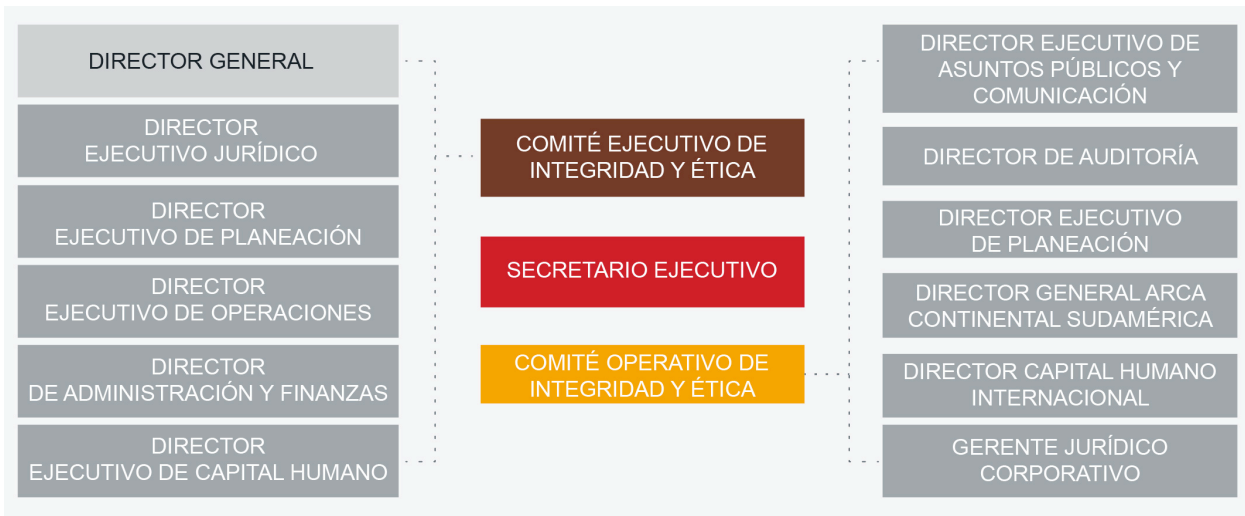 DIRECTOR GENERAL
DIRECTOR
EJECUTIVO JURÍDICO
DIRECTOR
EJECUTIVO DE PLANEACIÓN
DIRECTOR
EJECUTIVO DE OPERACIONES
DIRECTOR
DE ADMINISTRACIÓN Y FINANZAS
DIRECTOR
EJECUTIVO DE CAPITAL HUMANO
COMITÉ EJECUTIVO DE
INTEGRIDAD Y ÉTICA
SECRETARIO EJECUTIVO
COMITÉ OPERATIVO DE
INTEGRIDAD Y ÉTICA
DIRECTOR EJECUTIVO DE
ASUNTOS PÚBLICOS Y
COMUNICACIÓN
DIRECTOR DE AUDITORÍA
DIRECTOR EJECUTIVO
DE PLANEACIÓN
DIRECTOR GENERAL ARCA
CONTINENTAL SUDAMÉRICA
DIRECTOR CAPITAL HUMANO
INTERNACIONAL
GERENTE JURÍDICO
CORPORATIVO